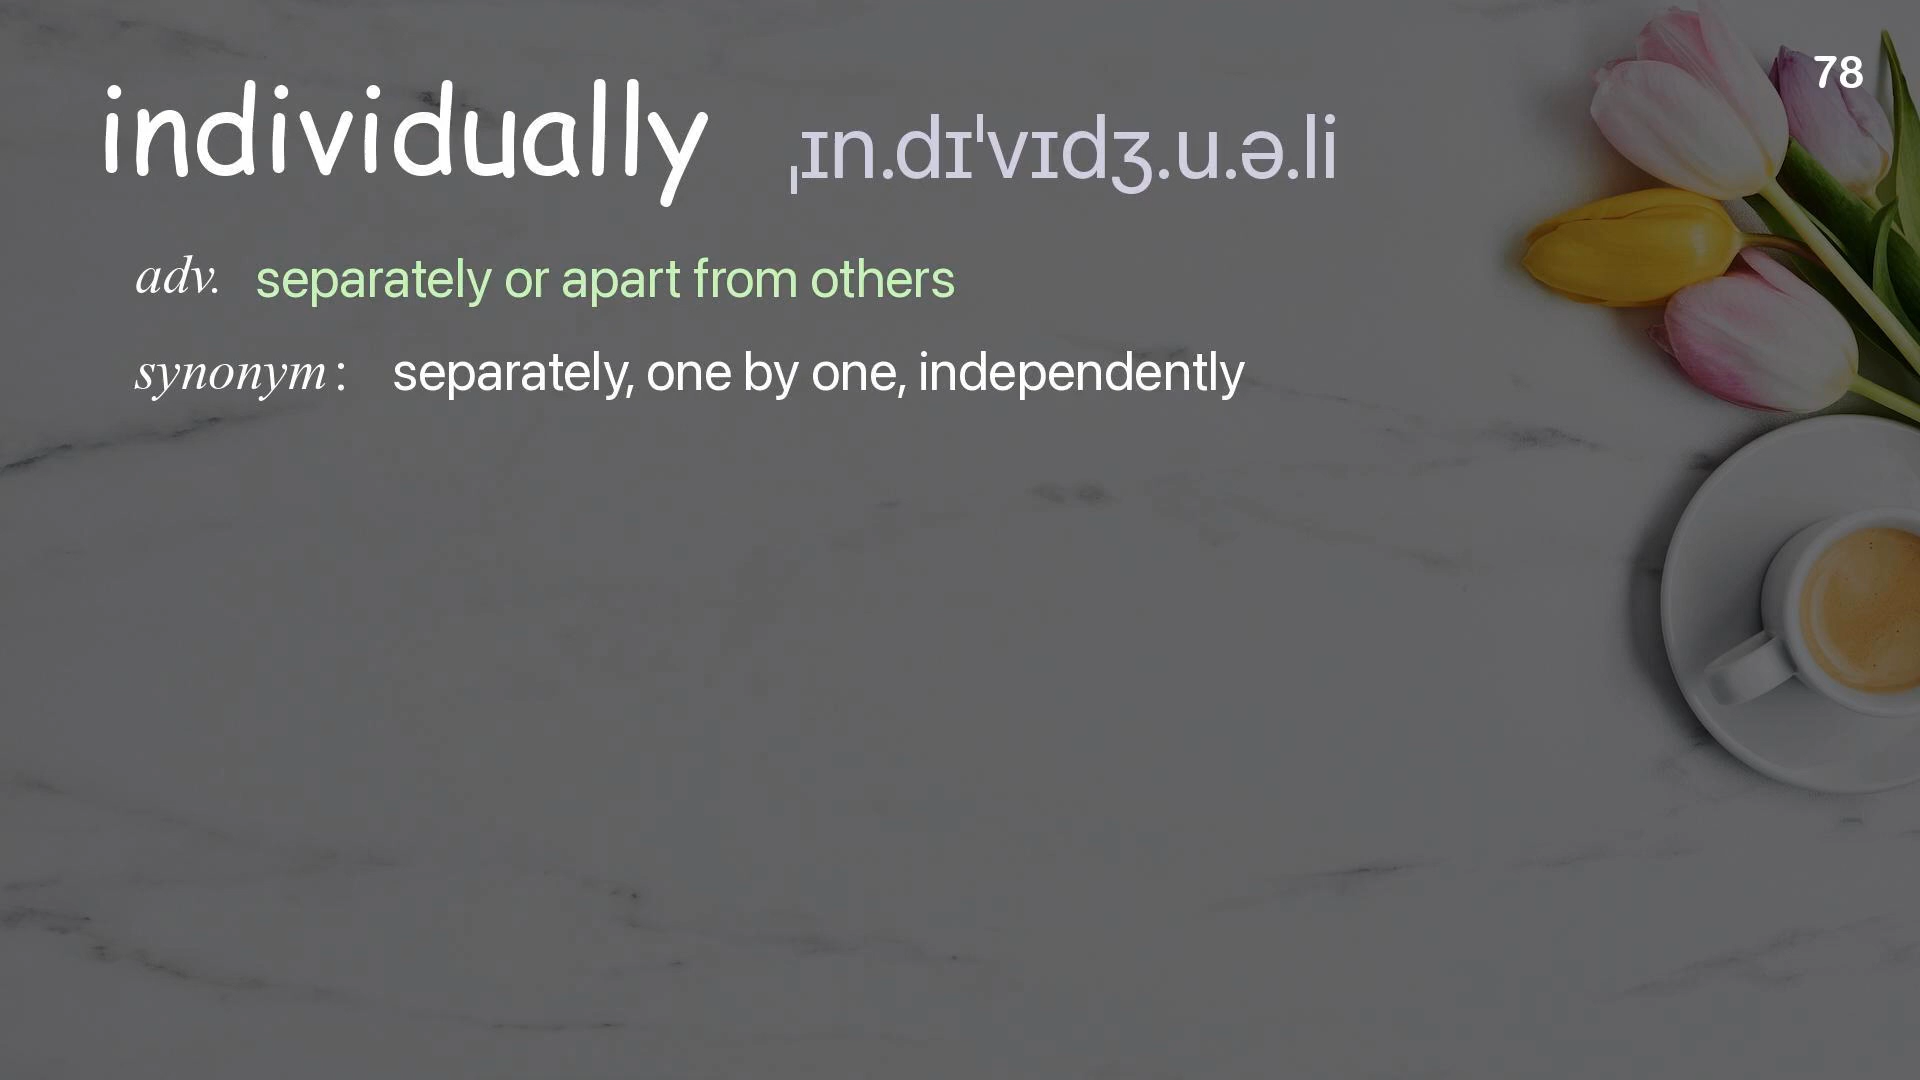 78
individually ˌɪn.dɪˈvɪdʒ.u.ə.li
adv. separately or apart from others
synonym: separately, one by one, independently